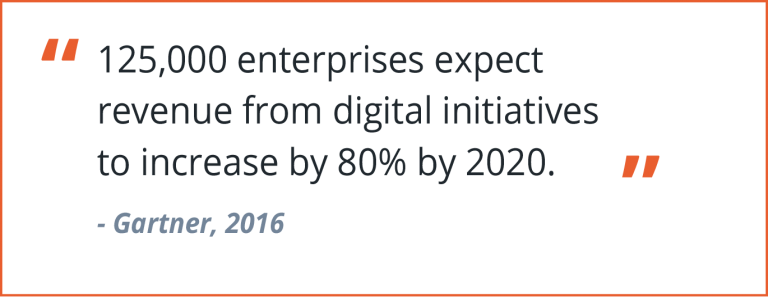 “ 125,000 enterprises expect
revenue from digital initiatives
to increase by 80% by 2020. ”
- Gartner, 2016